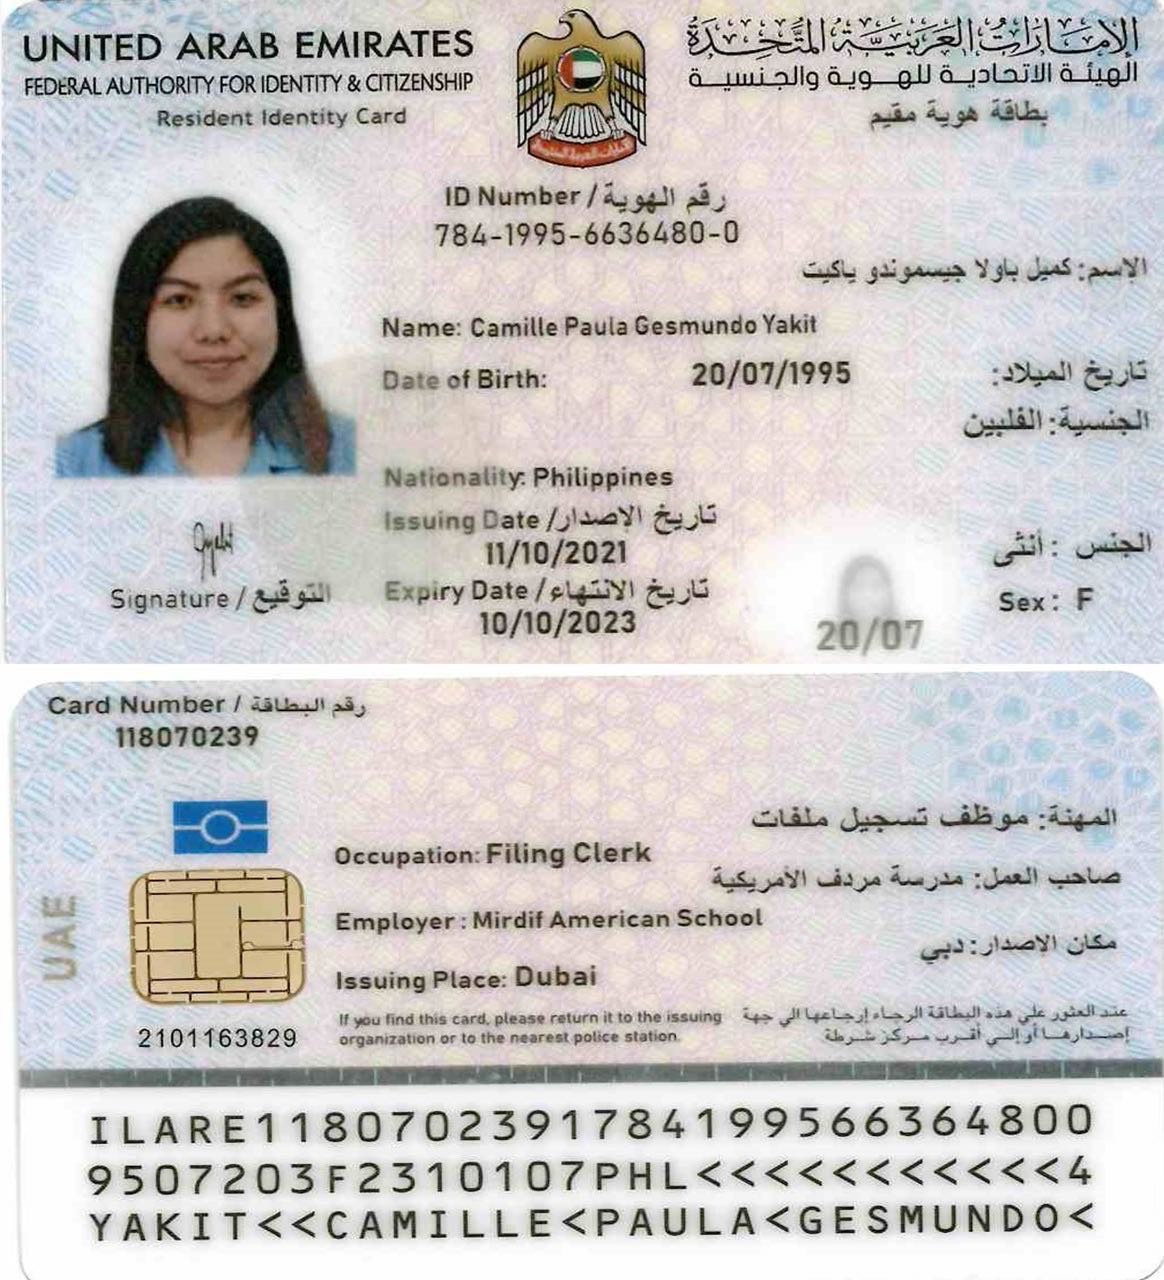 UNITED ARAB EMIRATES
الإمارات العربية المتحدة
FEDERAL AUTHORITY FOR IDENTITY & CITIZENSHIP
الهيئة الاتحادية للهوية والجنسية
Resident Identity Card
بطاقة هوية مقيم
ID Number / رقم الهوية
784-1995-6636480-0
الإسم: كميل باولا جيسموندو ياكيت
Name: Camille Paula Gesmundo Yakit
Date of Birth: 20/07/1995 تاريخ الميلاد:
الجنسية: الفلبين
Nationality: Philippines
Issuing Date / تاريخ الإصدار
11/10/2021
الجنس : أنثى
Expiry Date / تاريخ الانتهاء
10/10/2023
Sex: F
Signature / التوقيع
20/07
Card Number / رقم البطاقة
118070239
المهنة: موظف تسجيل ملفات
Occupation: Filing Clerk
صاحب العمل: مدرسة مردف الأمريكية
Employer : Mirdif American School
مكان الإصدار: دبي
Issuing Place: Dubai
UAE
If you find this card, please return it to the issuing
organization or to the nearest police station.
عند العثور علي هذه البطاقة الرجاء إرجاعها الي جهة
إصدارها أو إلي أقرب مركز شرطة
2101163829
ILARE1180702391784199566364800
9507203F2310107PHL<<<<<<<<<<<4
YAKIT<<CAMILLE<PAULA<GESMUNDO<